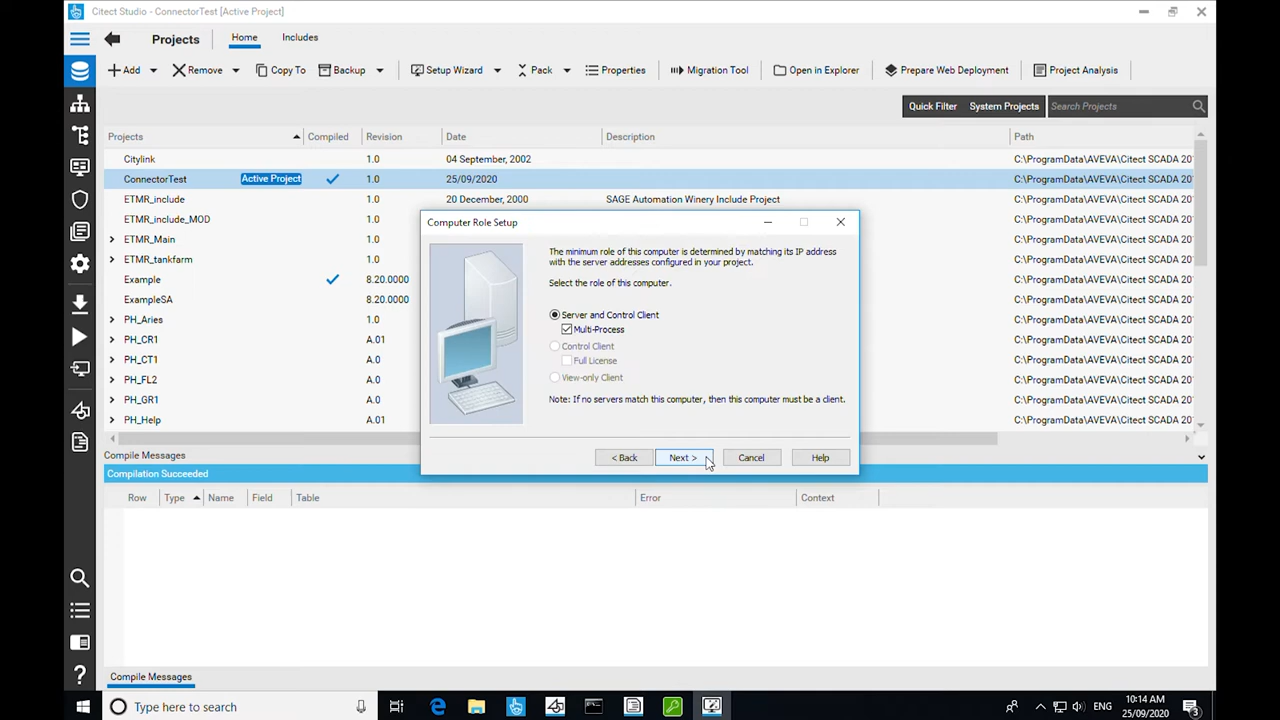 Citect Studio - ConnectorTest [Active Project]
Projects Home Includes
Add Remove Copy To Backup Setup Wizard Pack Properties Migration Tool Open in Explorer Prepare Web Deployment Project Analysis
Quick Filter System Projects Search Projects
Projects Compiled Revision Date Description Path
Citylink 1.0 04 September, 2002 C:\ProgramData\AVEVA\Citect SCADA 20
ConnectorTest Active Project 1.0 25/09/2020 C:\ProgramData\AVEVA\Citect SCADA 20
ETMR_include 1.0 20 December, 2000 SAGE Automation Winery Include Project C:\ProgramData\AVEVA\Citect SCADA 20
ETMR_include_MOD 1.0 C:\ProgramData\AVEVA\Citect SCADA 20
ETMR_Main 1.0 C:\ProgramData\AVEVA\Citect SCADA 20
ETMR_tankfarm 1.0 C:\ProgramData\AVEVA\Citect SCADA 20
Example 8.20.0000 C:\ProgramData\AVEVA\Citect SCADA 20
ExampleSA 8.20.0000 C:\ProgramData\AVEVA\Citect SCADA 20
PH_Aries 1.0 C:\ProgramData\AVEVA\Citect SCADA 20
PH_CR1 A.01 C:\ProgramData\AVEVA\Citect SCADA 20
PH_CT1 A.0 C:\ProgramData\AVEVA\Citect SCADA 20
PH_FL2 A.0 C:\ProgramData\AVEVA\Citect SCADA 20
PH_GR1 A.0 C:\ProgramData\AVEVA\Citect SCADA 20
PH_Help A.01 C:\ProgramData\AVEVA\Citect SCADA 20
Computer Role Setup
The minimum role of this computer is determined by matching its IP address
with the server addresses configured in your project.
Select the role of this computer.
Server and Control Client
Multi-Process
Control Client
Full License
View-only Client
Note: If no servers match this computer, then this computer must be a client.
< Back Next > Cancel Help
Compilation Messages
Compilation Succeeded
Row Type Name Field Table Error Context
Compile Messages
Type here to search
ENG
10:14 AM
25/09/2020
3